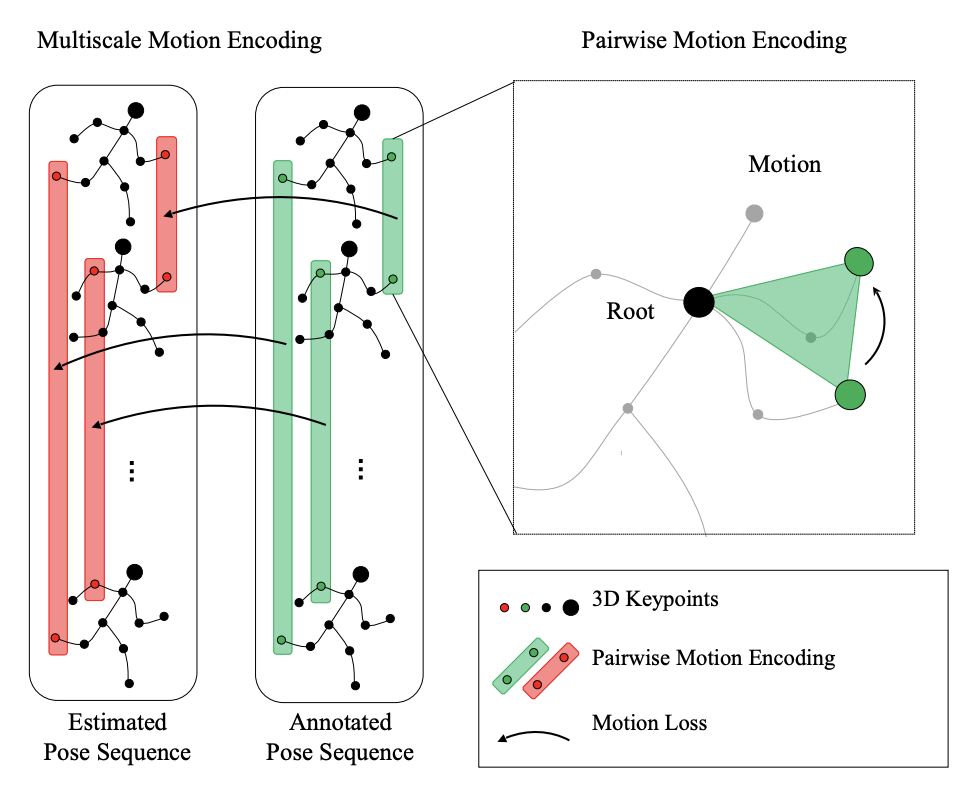 Multiscale Motion Encoding
Pairwise Motion Encoding
Motion
Root
...
...
3D Keypoints
Pairwise Motion Encoding
Motion Loss
Estimated
Pose Sequence
Annotated
Pose Sequence